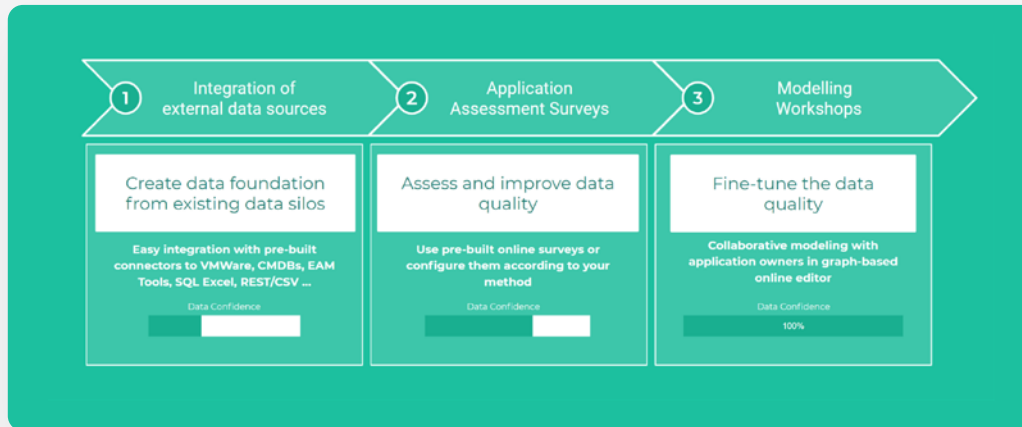 1
Integration of
external data sources
2
Application
Assessment Surveys
3
Modelling
Workshops
Create data foundation
from existing data silos
Easy integration with pre-built
connectors to VMWare, CMDBs, EAM
Tools, SQL Excel, REST/CSV ...
Data Confidence
Assess and improve data
quality
Use pre-built online surveys or
configure them according to your
method
Data Confidence
Fine-tune the data
quality
Collaborative modeling with
application owners in graph-based
online editor
Data Confidence
100%